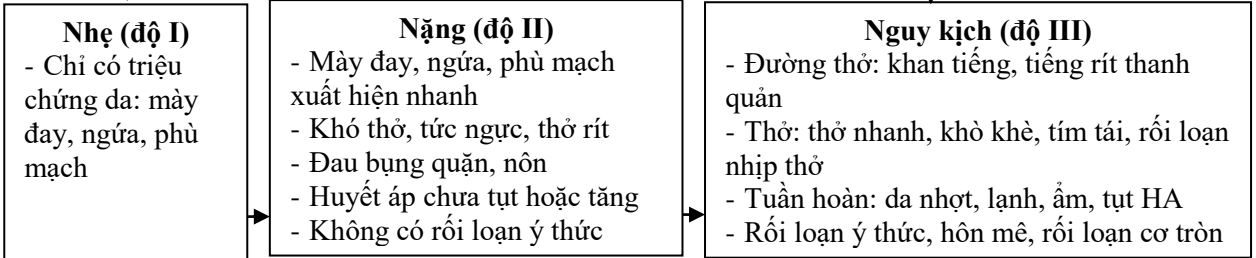 Nhẹ (độ I)
- Chỉ có triệu
chứng da: mày
đay, ngứa, phù
mạch
Nặng (độ II)
- Mày đay, ngứa, phù mạch
xuất hiện nhanh
- Khó thở, tức ngực, thở rít
- Đau bụng quặn, nôn
- Huyết áp chưa tụt hoặc tăng
- Không có rối loạn ý thức
Nguy kịch (độ III)
- Đường thở: khan tiếng, tiếng rít thanh
quản
- Thở: thở nhanh, khò khè, tím tái, rối loạn
nhịp thở
- Tuần hoàn: da nhợt, lạnh, ẩm, tụt HA
- Rối loạn ý thức, hôn mê, rối loạn cơ tròn